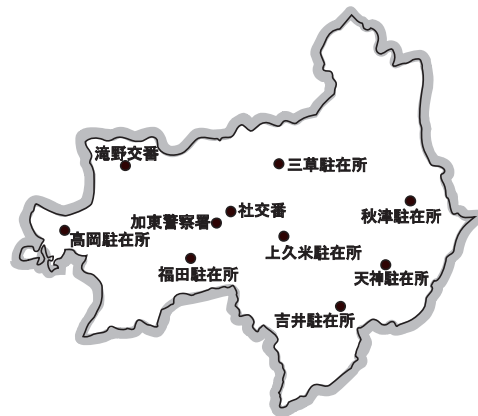 滝野交番
三草駐在所
社交番
秋津駐在所
加東警察署
高岡駐在所
上久米駐在所
福田駐在所
天神駐在所
吉井駐在所